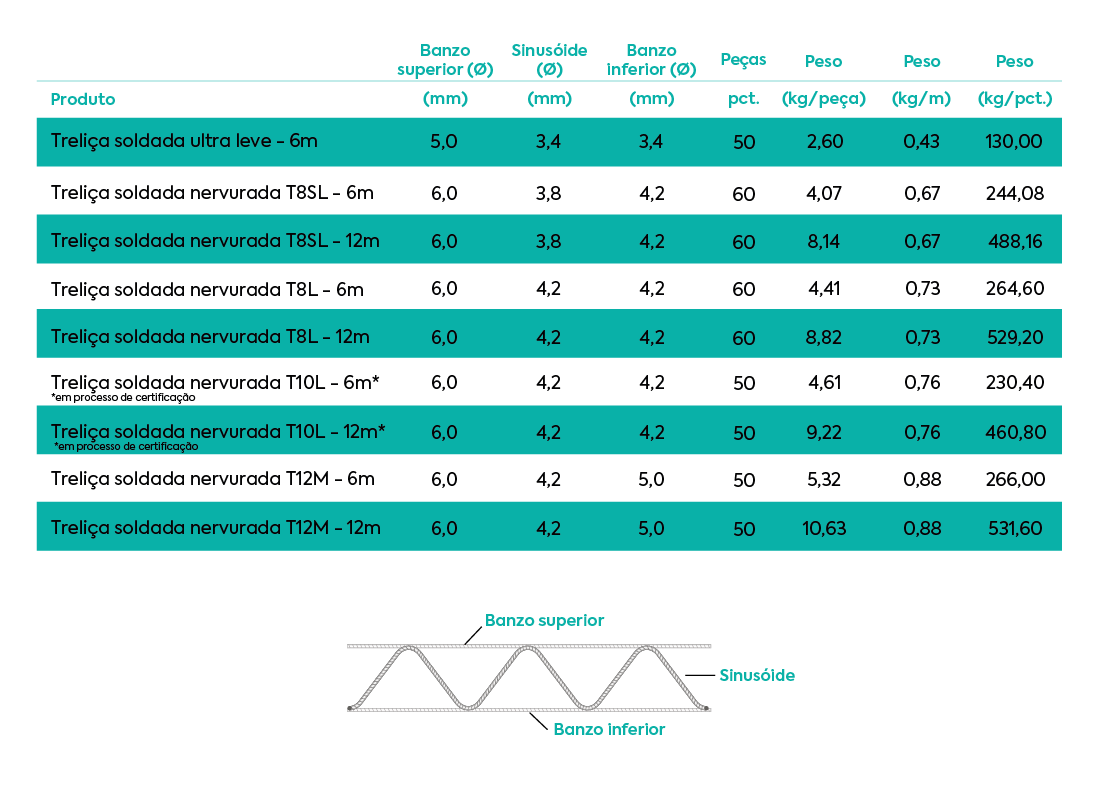 Banzo superior (Ø) Sinusóide (Ø) Banzo inferior (Ø) Peças Peso Peso Peso
Produto (mm) (mm) (mm) pct. (kg/peça) (kg/m) (kg/pct.)
Treliça soldada ultra leve - 6m 5,0 3,4 3,4 50 2,60 0,43 130,00
Treliça soldada nervurada T8SL - 6m 6,0 3,8 4,2 60 4,07 0,67 244,08
Treliça soldada nervurada T8SL - 12m 6,0 3,8 4,2 60 8,14 0,67 488,16
Treliça soldada nervurada T8L - 6m 6,0 4,2 4,2 60 4,41 0,73 264,60
Treliça soldada nervurada T8L - 12m 6,0 4,2 4,2 60 8,82 0,73 529,20
Treliça soldada nervurada T10L - 6m* 6,0 4,2 4,2 50 4,61 0,76 230,40
*em processo de certificação
Treliça soldada nervurada T10L - 12m* 6,0 4,2 4,2 50 9,22 0,76 460,80
*em processo de certificação
Treliça soldada nervurada T12M - 6m 6,0 4,2 5,0 50 5,32 0,88 266,00
Treliça soldada nervurada T12M - 12m 6,0 4,2 5,0 50 10,63 0,88 531,60
Banzo superior
Sinusóide
Banzo inferior